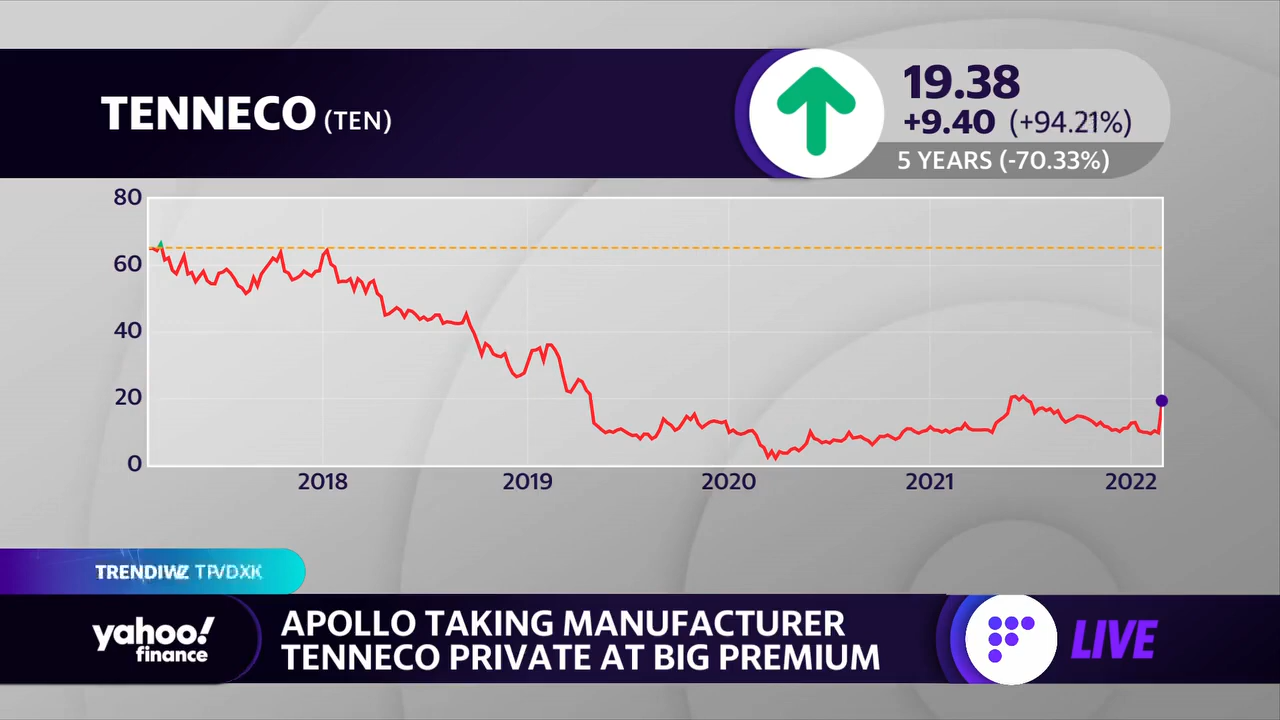 TENNECO (TEN)
19.38
+9.40 (+94.21%)
5 YEARS (-70.33%)
80
60
40
20
0
2018 2019 2020 2021 2022
yahoo!
finance
APOLLO TAKING MANUFACTURER
TENNECO PRIVATE AT BIG PREMIUM
LIVE